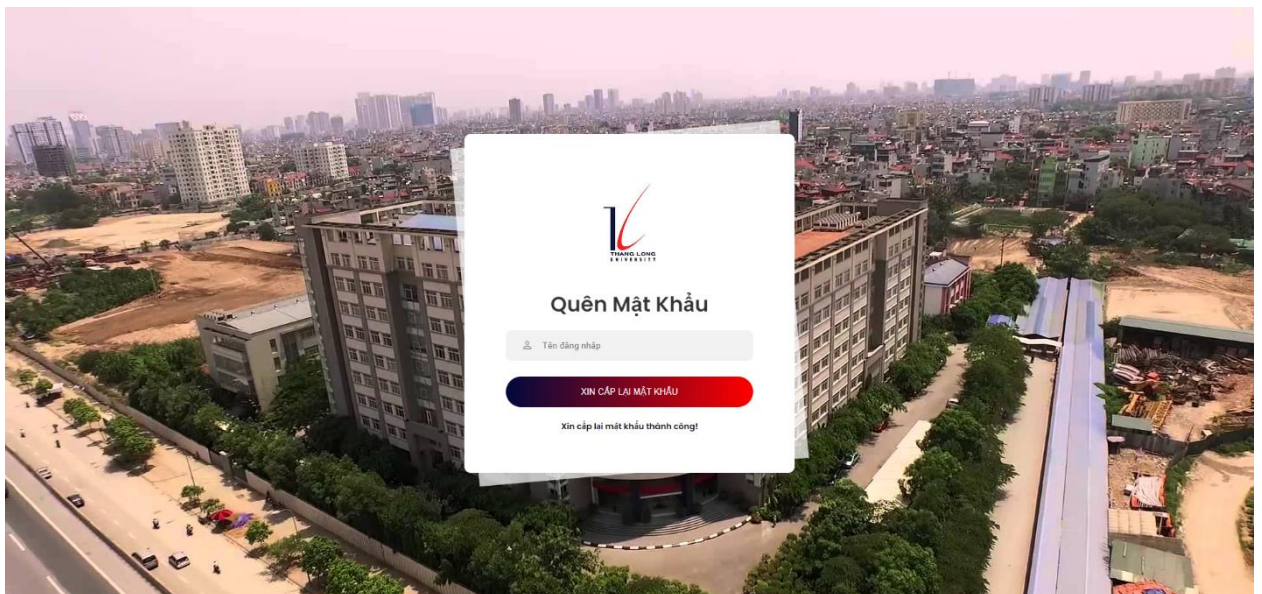 THANG LONG
UNIVERSITY
Quên Mật Khẩu
Tên đăng nhập
XIN CẤP LẠI MẬT KHẨU
Xin cấp lại mật khẩu thành công!